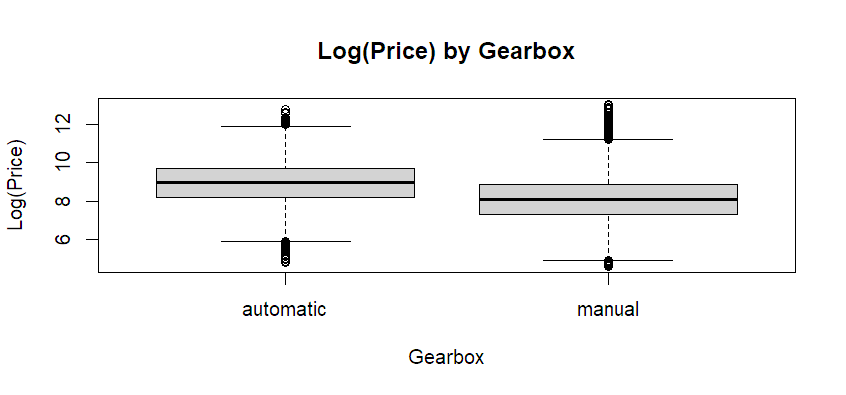 Log(Price) by Gearbox
Log(Price)
12
10
8
6
automatic manual
Gearbox